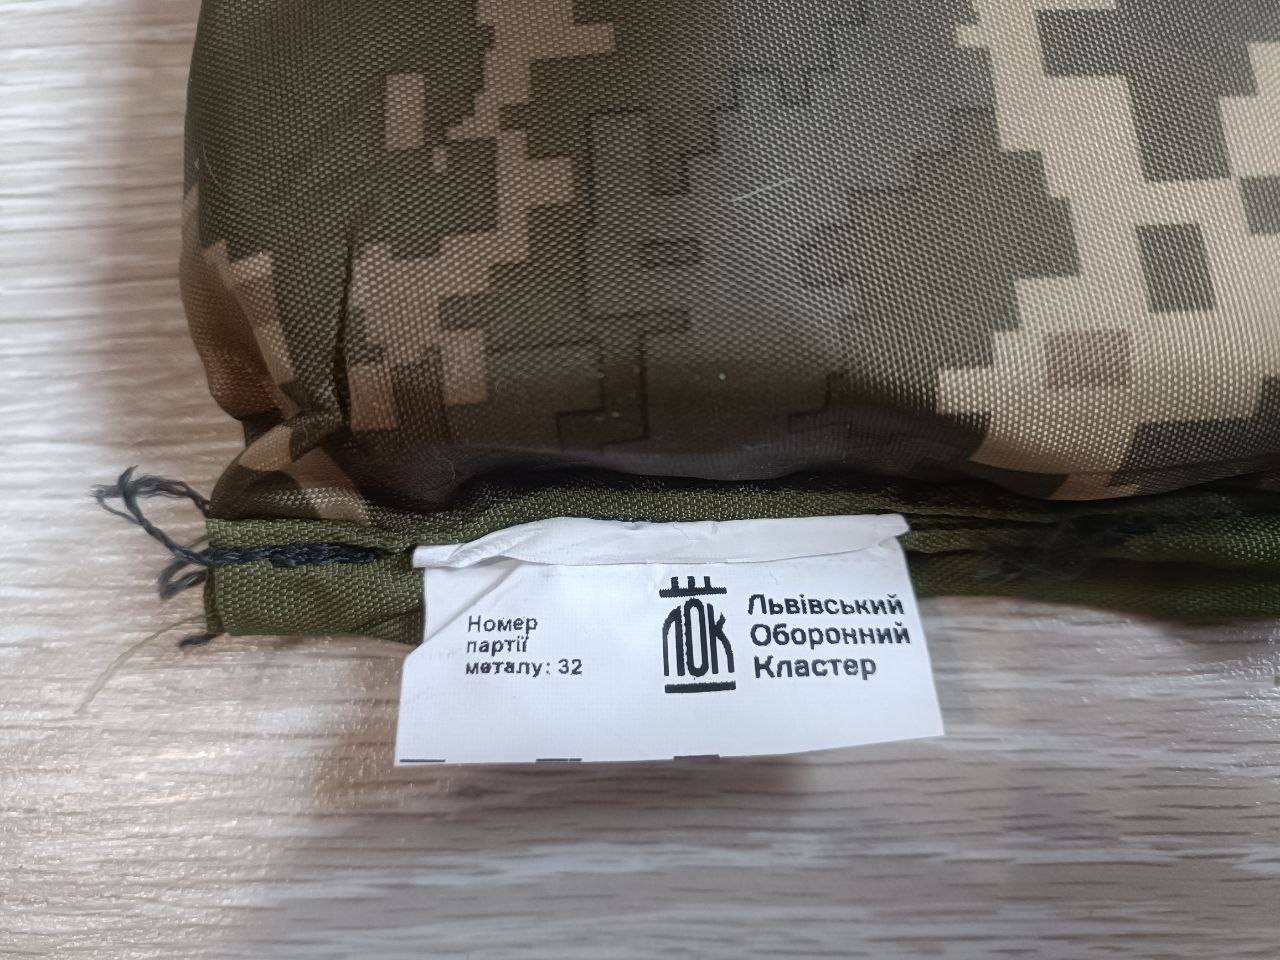 Номер
партії
металу: 32
ЛОК
Львівський
Оборонний
Кластер